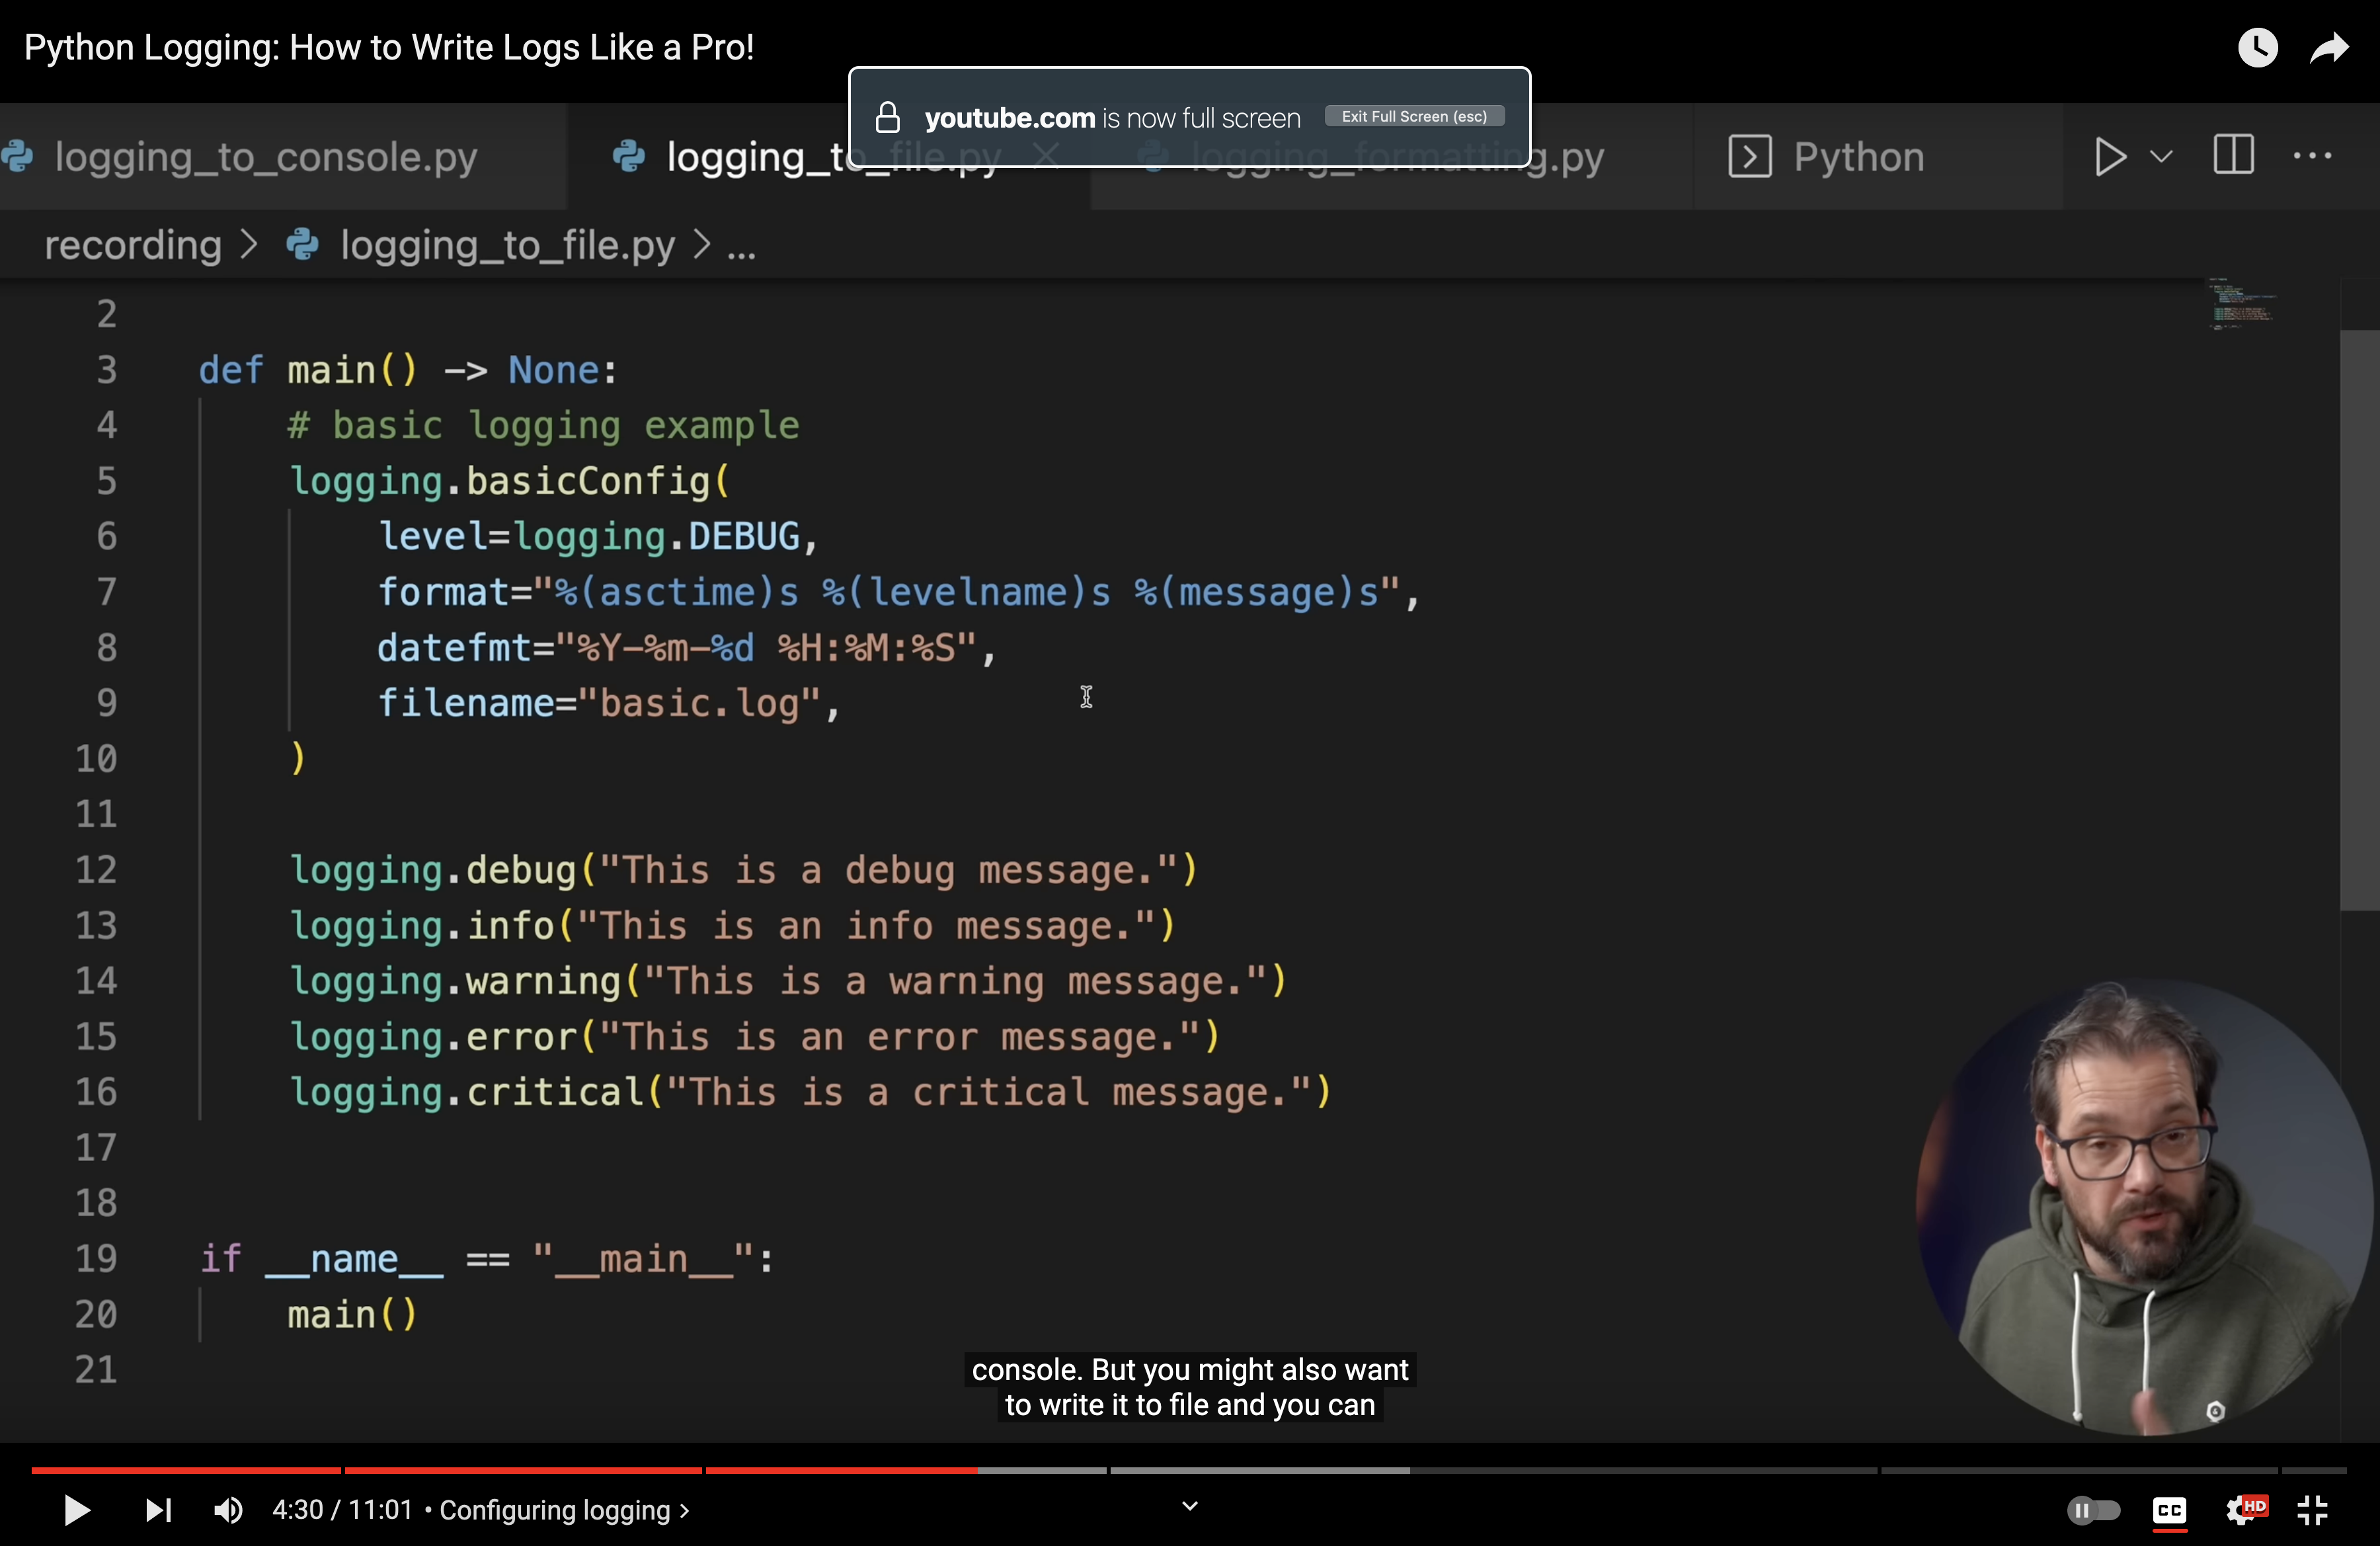 Python Logging: How to Write Logs Like a Pro!
youtube.com is now full screen Exit Full Screen (esc)
logging_to_console.py logging_to_file.py logging_formatting.py Python
recording > logging_to_file.py > ...
2
3 def main() -> None:
4     # basic logging example
5     logging.basicConfig(
6         level=logging.DEBUG,
7         format="%(asctime)s %(levelname)s %(message)s",
8         datefmt="%Y-%m-%d %H:%M:%S",
9         filename="basic.log",
10     )
11
12     logging.debug("This is a debug message.")
13     logging.info("This is an info message.")
14     logging.warning("This is a warning message.")
15     logging.error("This is an error message.")
16     logging.critical("This is a critical message.")
17
18
19 if __name__ == "__main__":
20     main()
21
console. But you might also want
to write it to file and you can
4:30 / 11:01 • Configuring logging >
CC HD